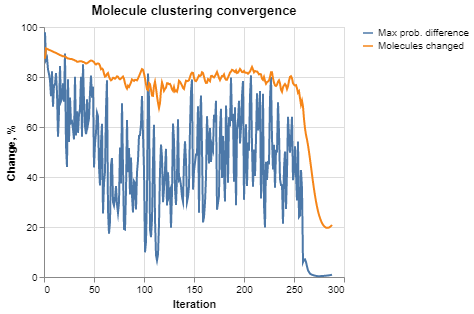 Molecule clustering convergence
Max prob. difference
Molecules changed
100
80
60
40
20
0
Change, %
0 50 100 150 200 250 300
Iteration